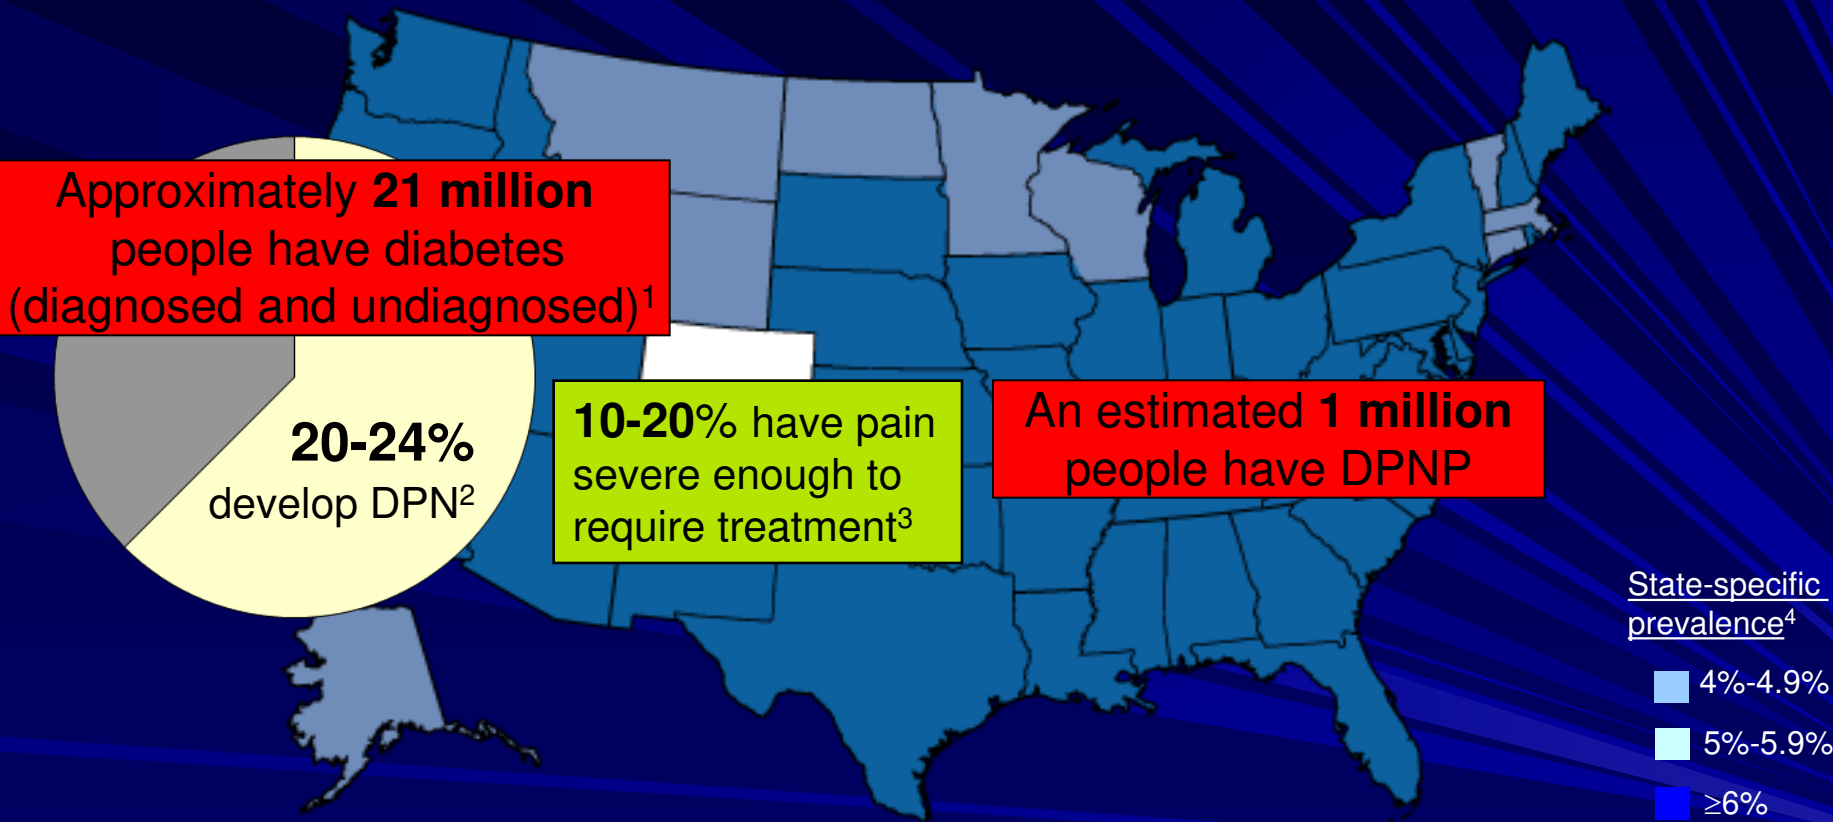 Approximately 21 million
people have diabetes
(diagnosed and undiagnosed)¹
20-24%
develop DPN²
10-20% have pain
severe enough to
require treatment³
An estimated 1 million
people have DPNP
State-specific
prevalence⁴
4%-4.9%
5%-5.9%
≥6%